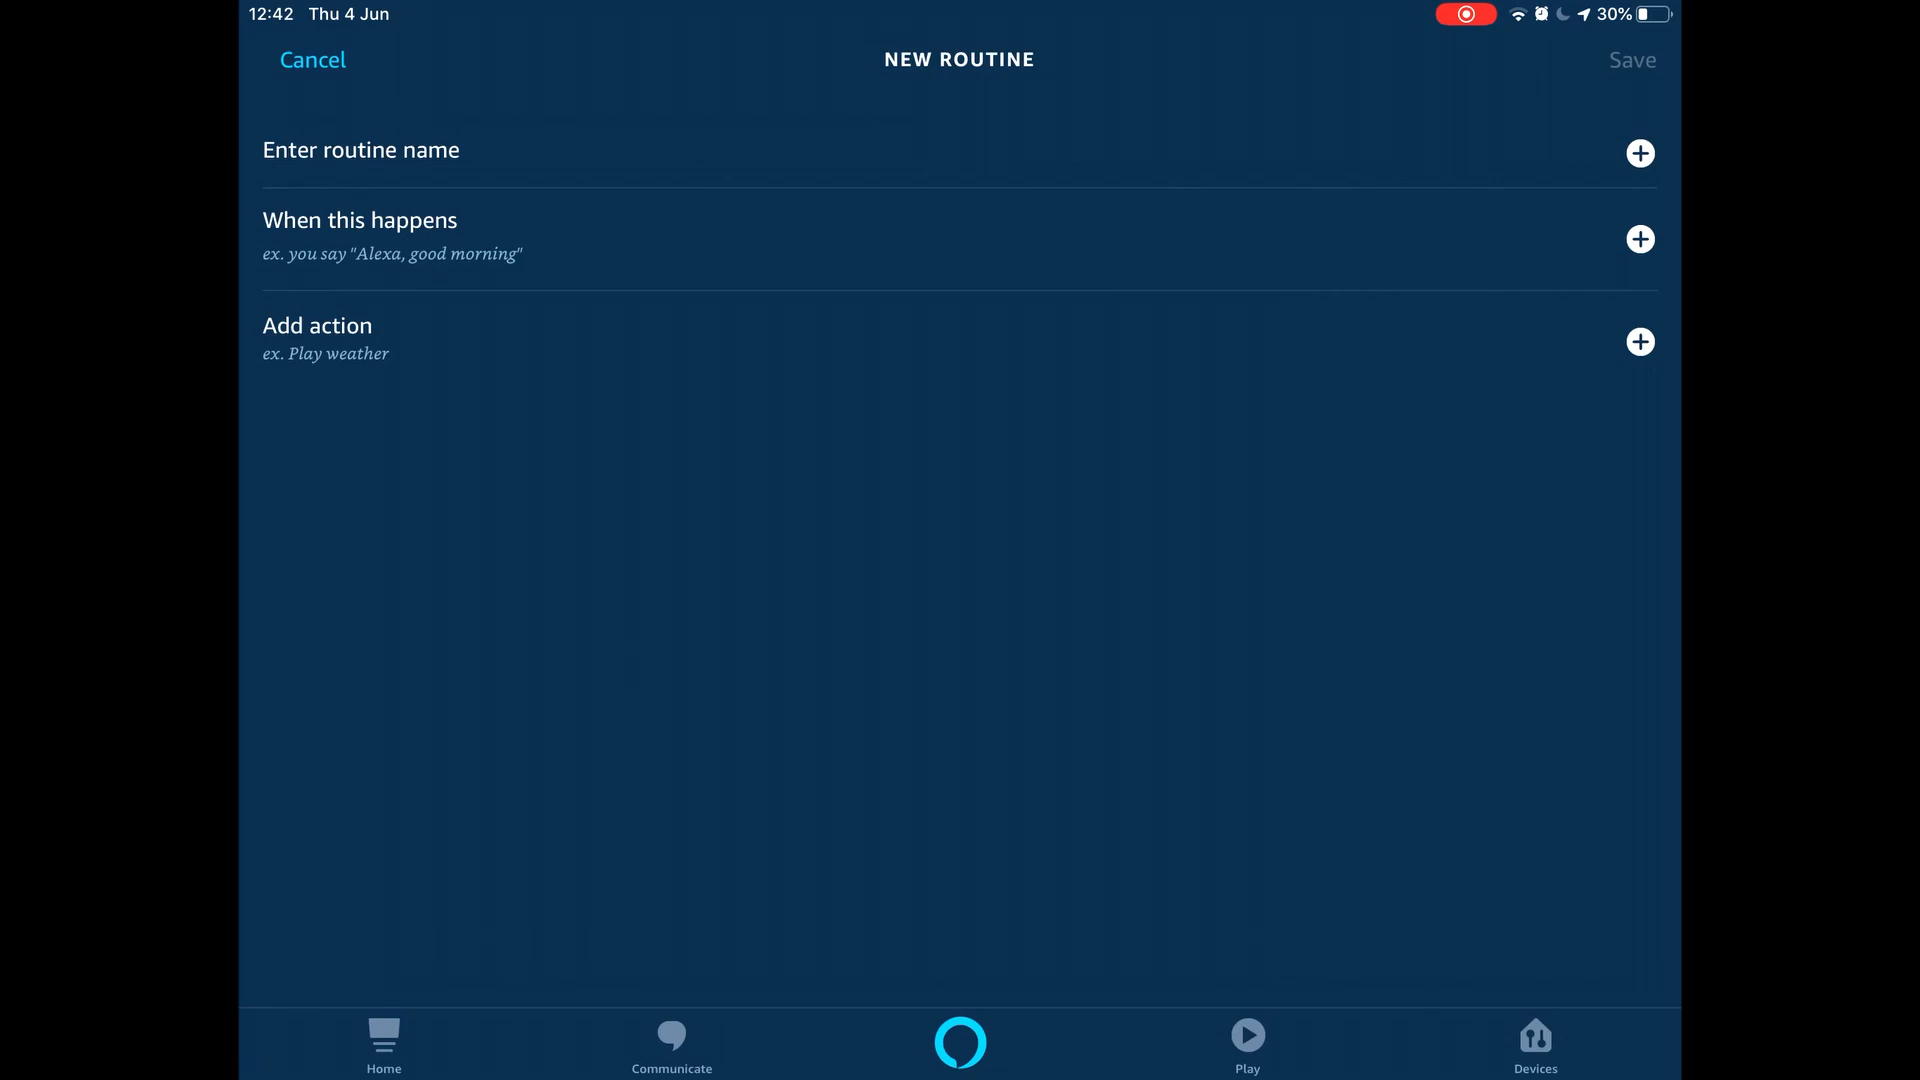 12:42 Thu 4 Jun 30%
Cancel NEW ROUTINE Save
Enter routine name
When this happens
ex. you say "Alexa, good morning"
Add action
ex. Play weather
Home Communicate Play Devices